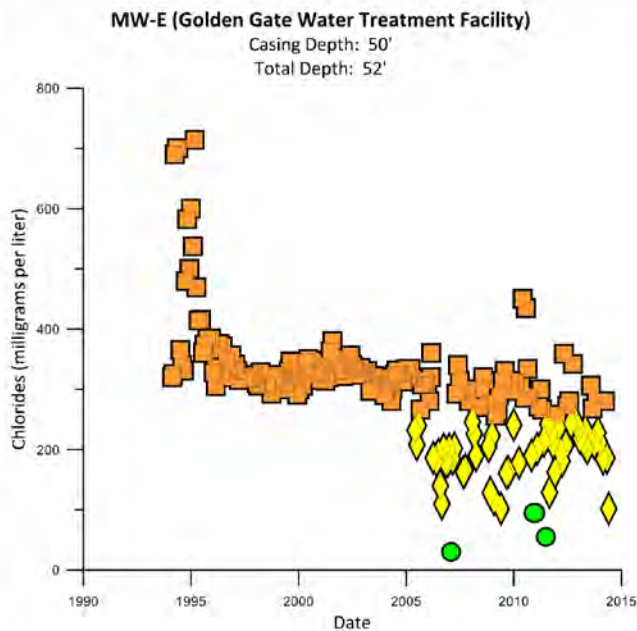 MW-E (Golden Gate Water Treatment Facility)
Casing Depth: 50'
Total Depth: 52'
800
600
400
200
0
Chlorides (milligrams per liter)
1990
1995
2000
2005
2010
2015
Date